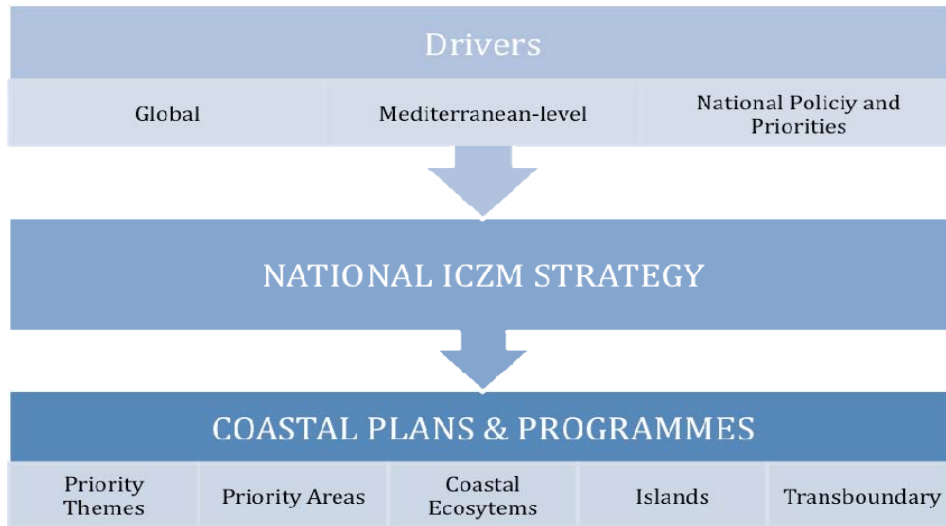 Drivers
Global
Mediterranean-level
National Policiy and
Priorities
NATIONAL ICZM STRATEGY
COASTAL PLANS & PROGRAMMES
Priority
Themes
Priority Areas
Coastal
Ecosytems
Islands
Transboundary